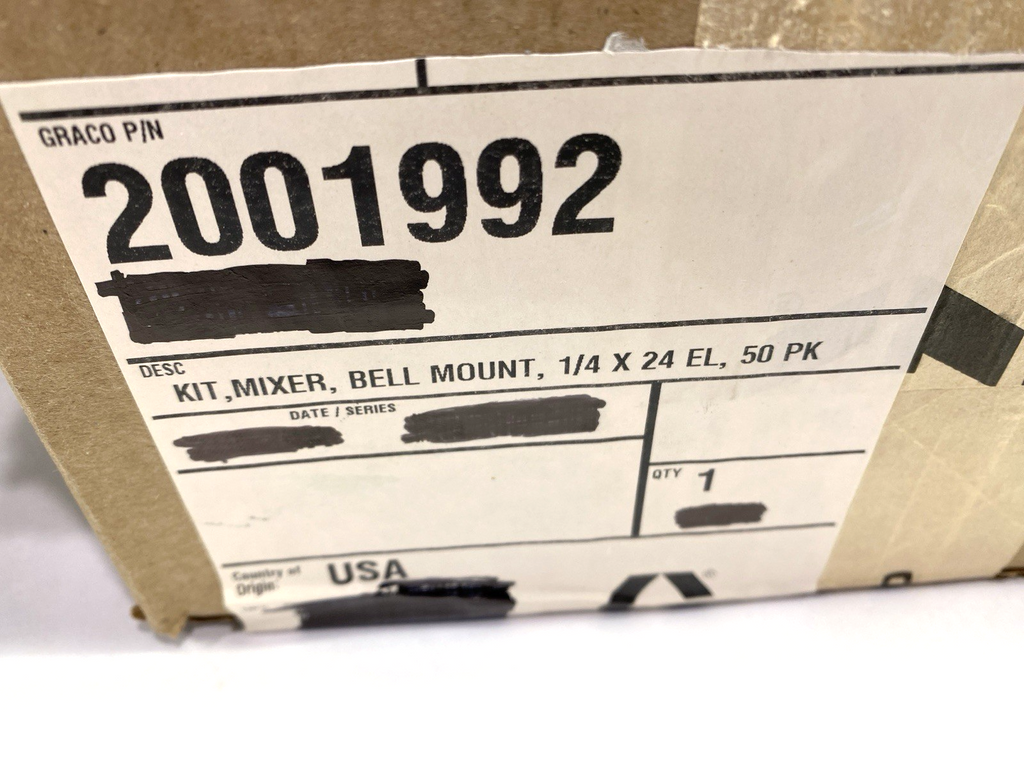 GRACO P/N
2001992
DESC
KIT,MIXER, BELL MOUNT, 1/4 X 24 EL, 50 PK
DATE / SERIES
QTY 1
Country of Origin: USA